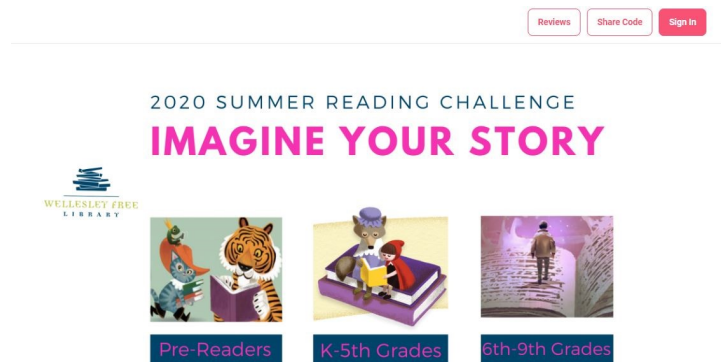 Reviews
Share Code
Sign In
2020 SUMMER READING CHALLENGE
IMAGINE YOUR STORY
WELLESLEY FREE
LIBRARY
Pre-Readers
K-5th Grades
6th-9th Grades